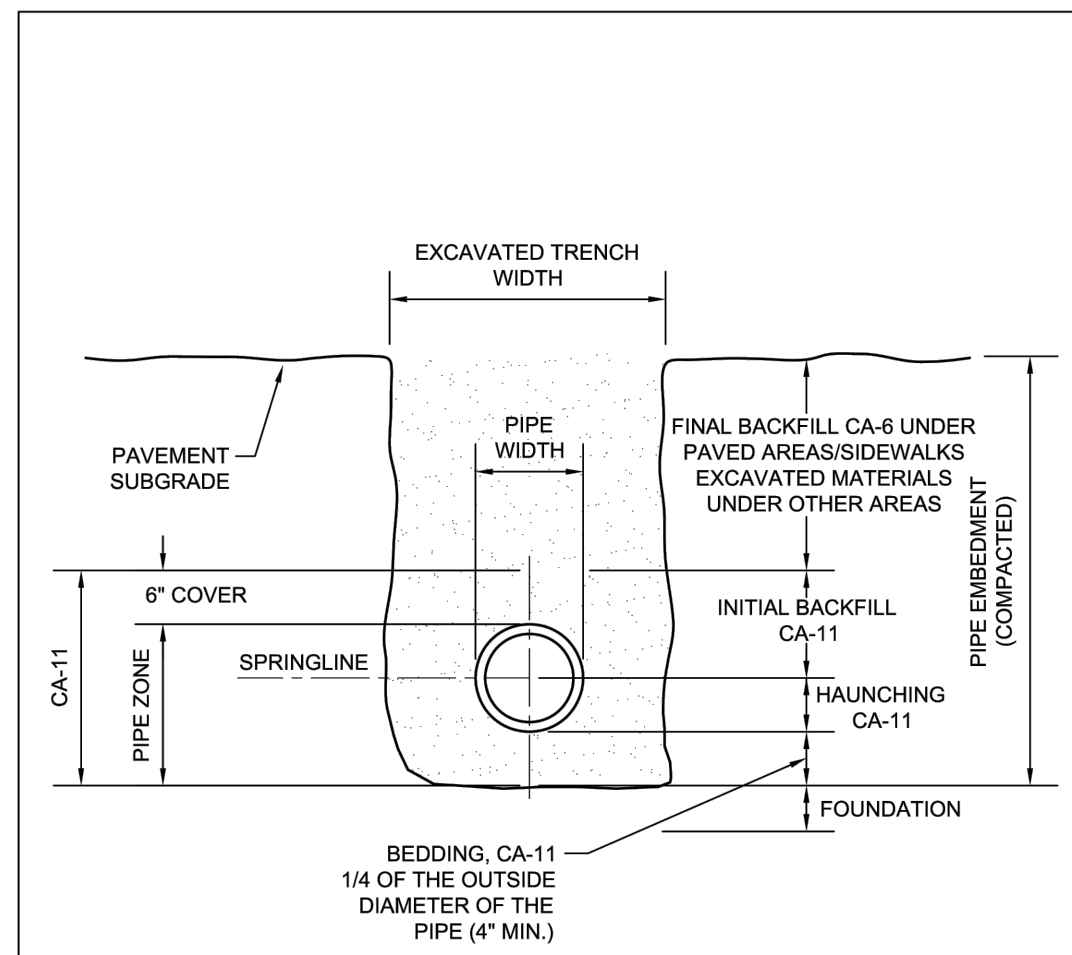 EXCAVATED TRENCH
WIDTH
PIPE
WIDTH
PAVEMENT
SUBGRADE
FINAL BACKFILL CA-6 UNDER
PAVED AREAS/SIDEWALKS
EXCAVATED MATERIALS
UNDER OTHER AREAS
PIPE EMBEDMENT
(COMPACTED)
6" COVER
INITIAL BACKFILL
CA-11
CA-11
PIPE ZONE
SPRINGLINE
HAUNCHING
CA-11
FOUNDATION
BEDDING, CA-11
1/4 OF THE OUTSIDE
DIAMETER OF THE
PIPE (4" MIN.)